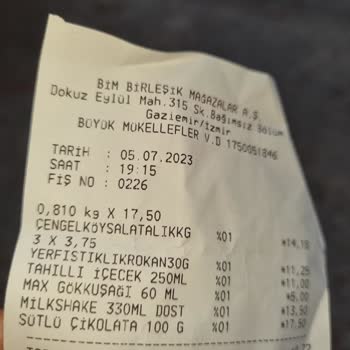 BİM BİRLEŞİK MAĞAZALAR A.Ş.
Dokuz Eylül Mah.315 Sk.Bağımsız Bölüm
Gaziemir/İzmir
BÜYÜK MÜKELLEFLER V.D 1750051846
TARİH : 05.07.2023
SAAT : 19:15
FİŞ NO : 0226
0,810 kg X 17,50
ÇENGELKÖYSALATALIKKG %01 *14,18
3 X 3,75
YERFISTIKLIKROKAN30G %01 *11,25
TAHILLI İÇECEK 250ML %01 *11,00
MAX GÖKKUŞAĞI 60 ML %01 *5,00
MILKSHAKE 330ML DOST %01 *13,50
SÜTLÜ ÇİKOLATA 100 G %01 *17,50